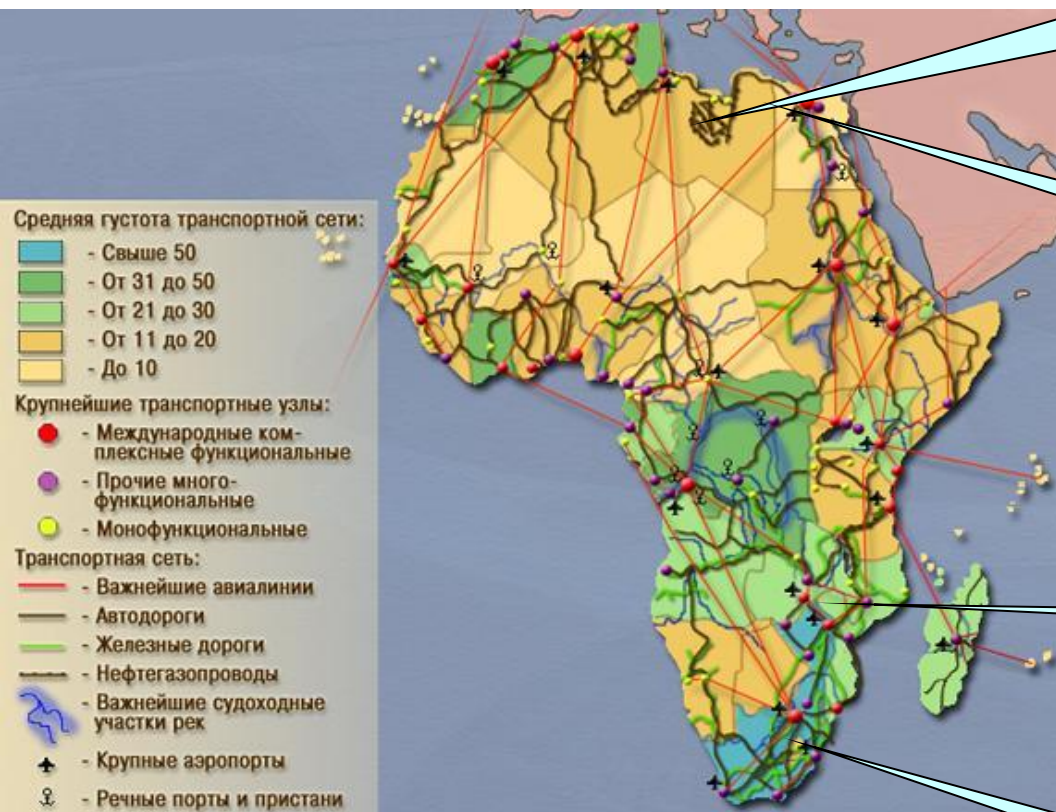 Средняя густота транспортной сети:
- Свыше 50
- От 31 до 50
- От 21 до 30
- От 11 до 20
- До 10
Крупнейшие транспортные узлы:
- Международные ком-
плексные функциональные
- Прочие много-
функциональные
- Монофункциональные
Транспортная сеть:
- Важнейшие авиалинии
- Автодороги
- Железные дороги
- Нефтегазопроводы
- Важнейшие судоходные
участки рек
- Крупные аэропорты
- Речные порты и пристани